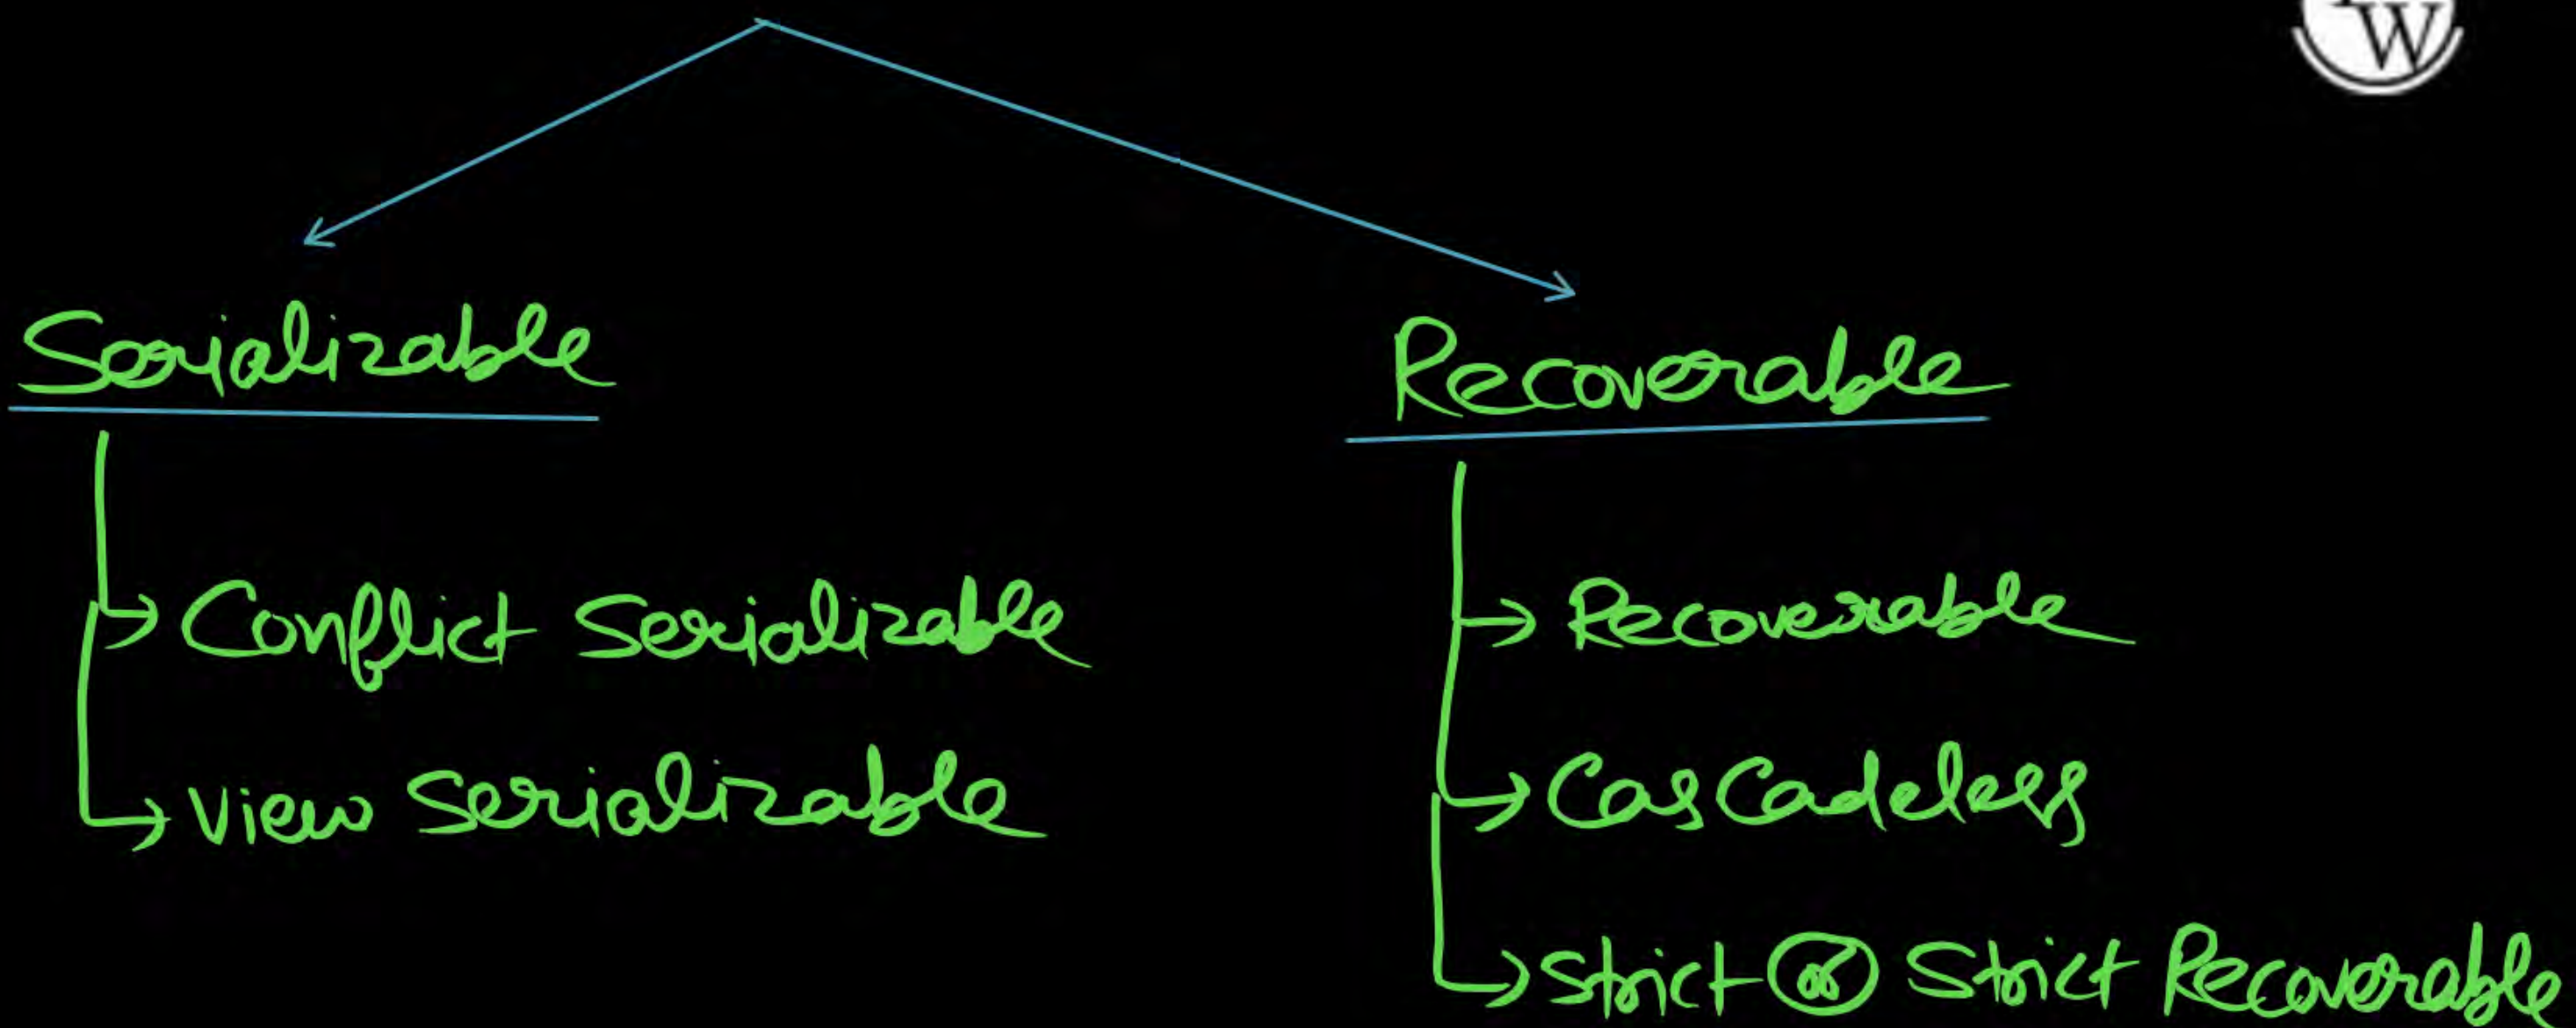 W
Serializable
Recoverable
Conflict Serializable
Recoverable
View Serializable
Cascadeless
Strict or Strict Recoverable